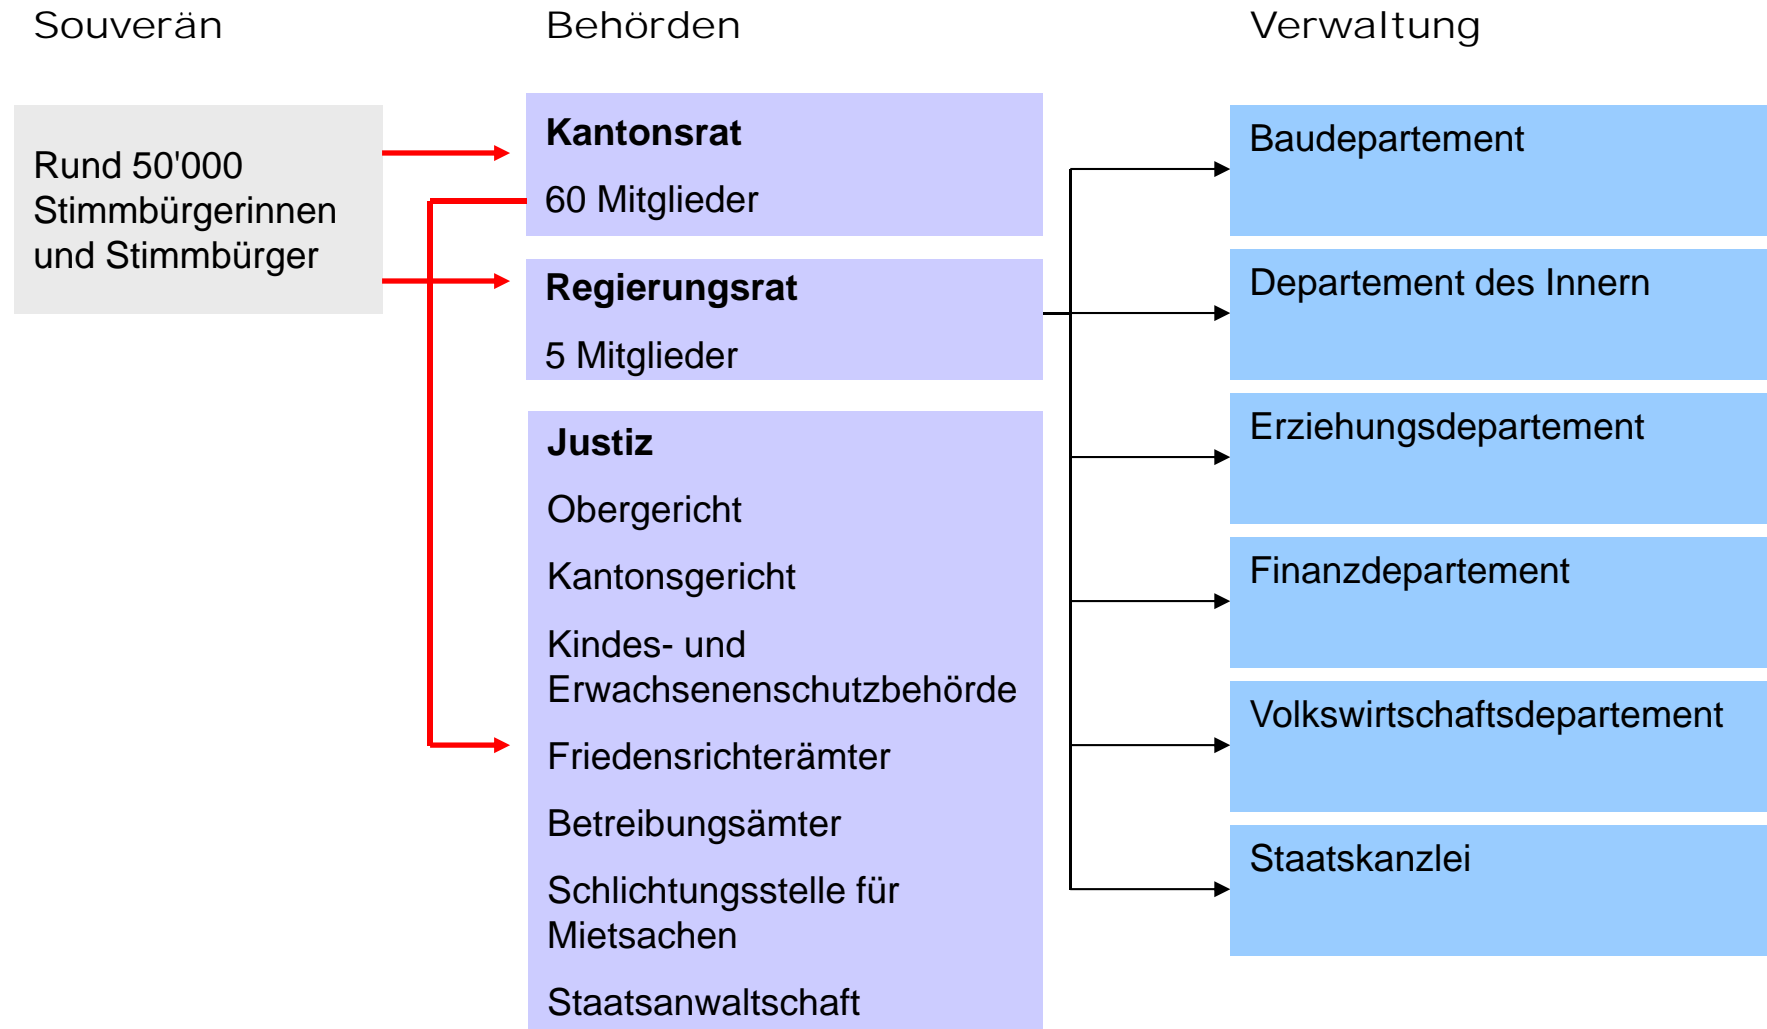 Souverän
Behörden
Verwaltung
Rund 50'000
Stimmbürgerinnen
und Stimmbürger
Kantonsrat
60 Mitglieder
Regierungsrat
5 Mitglieder
Justiz
Obergericht
Kantonsgericht
Kindes- und
Erwachsenenschutzbehörde
Friedensrichterämter
Betreibungsämter
Schlichtungsstelle für
Mietsachen
Staatsanwaltschaft
Baudepartement
Departement des Innern
Erziehungsdepartement
Finanzdepartement
Volkswirtschaftsdepartement
Staatskanzlei